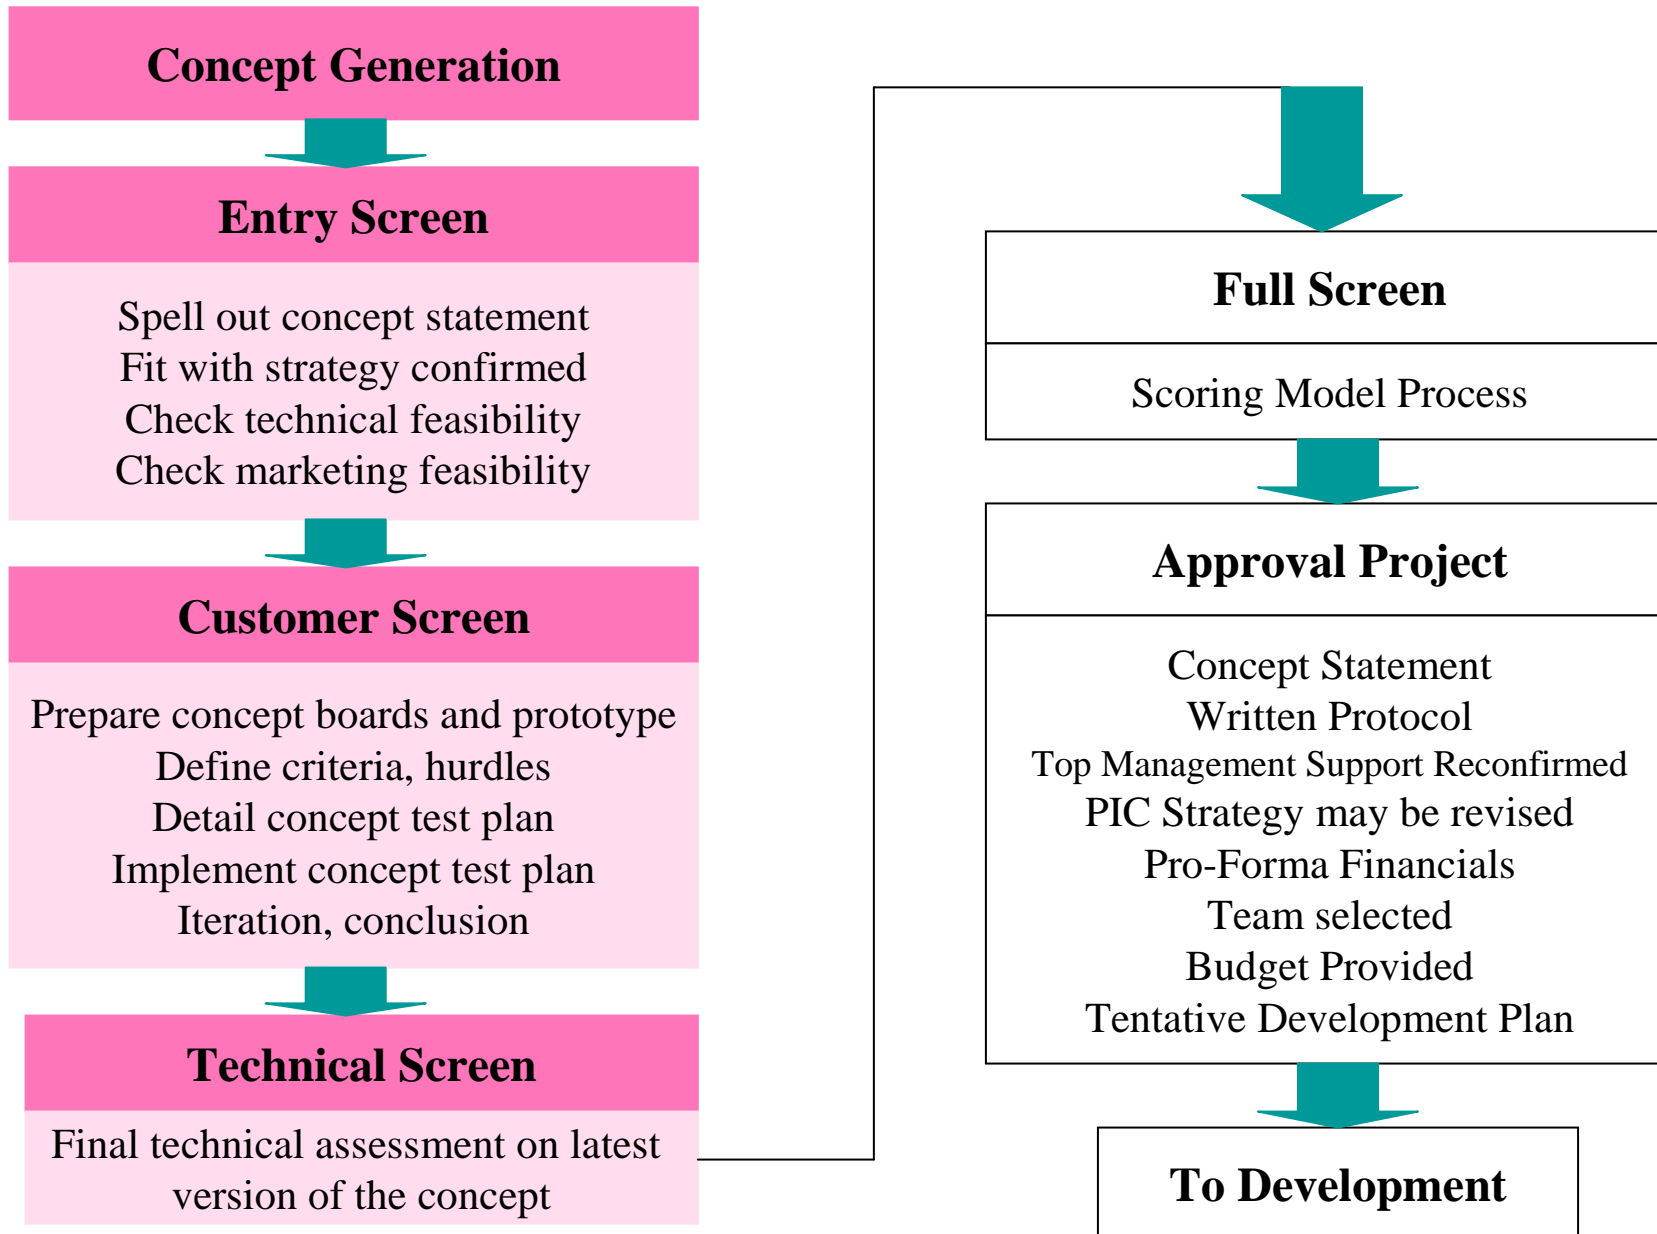 Concept Generation
Entry Screen
Spell out concept statement
Fit with strategy confirmed
Check technical feasibility
Check marketing feasibility
Customer Screen
Prepare concept boards and prototype
Define criteria, hurdles
Detail concept test plan
Implement concept test plan
Iteration, conclusion
Technical Screen
Final technical assessment on latest
version of the concept
Full Screen
Scoring Model Process
Approval Project
Concept Statement
Written Protocol
Top Management Support Reconfirmed
PIC Strategy may be revised
Pro-Forma Financials
Team selected
Budget Provided
Tentative Development Plan
To Development